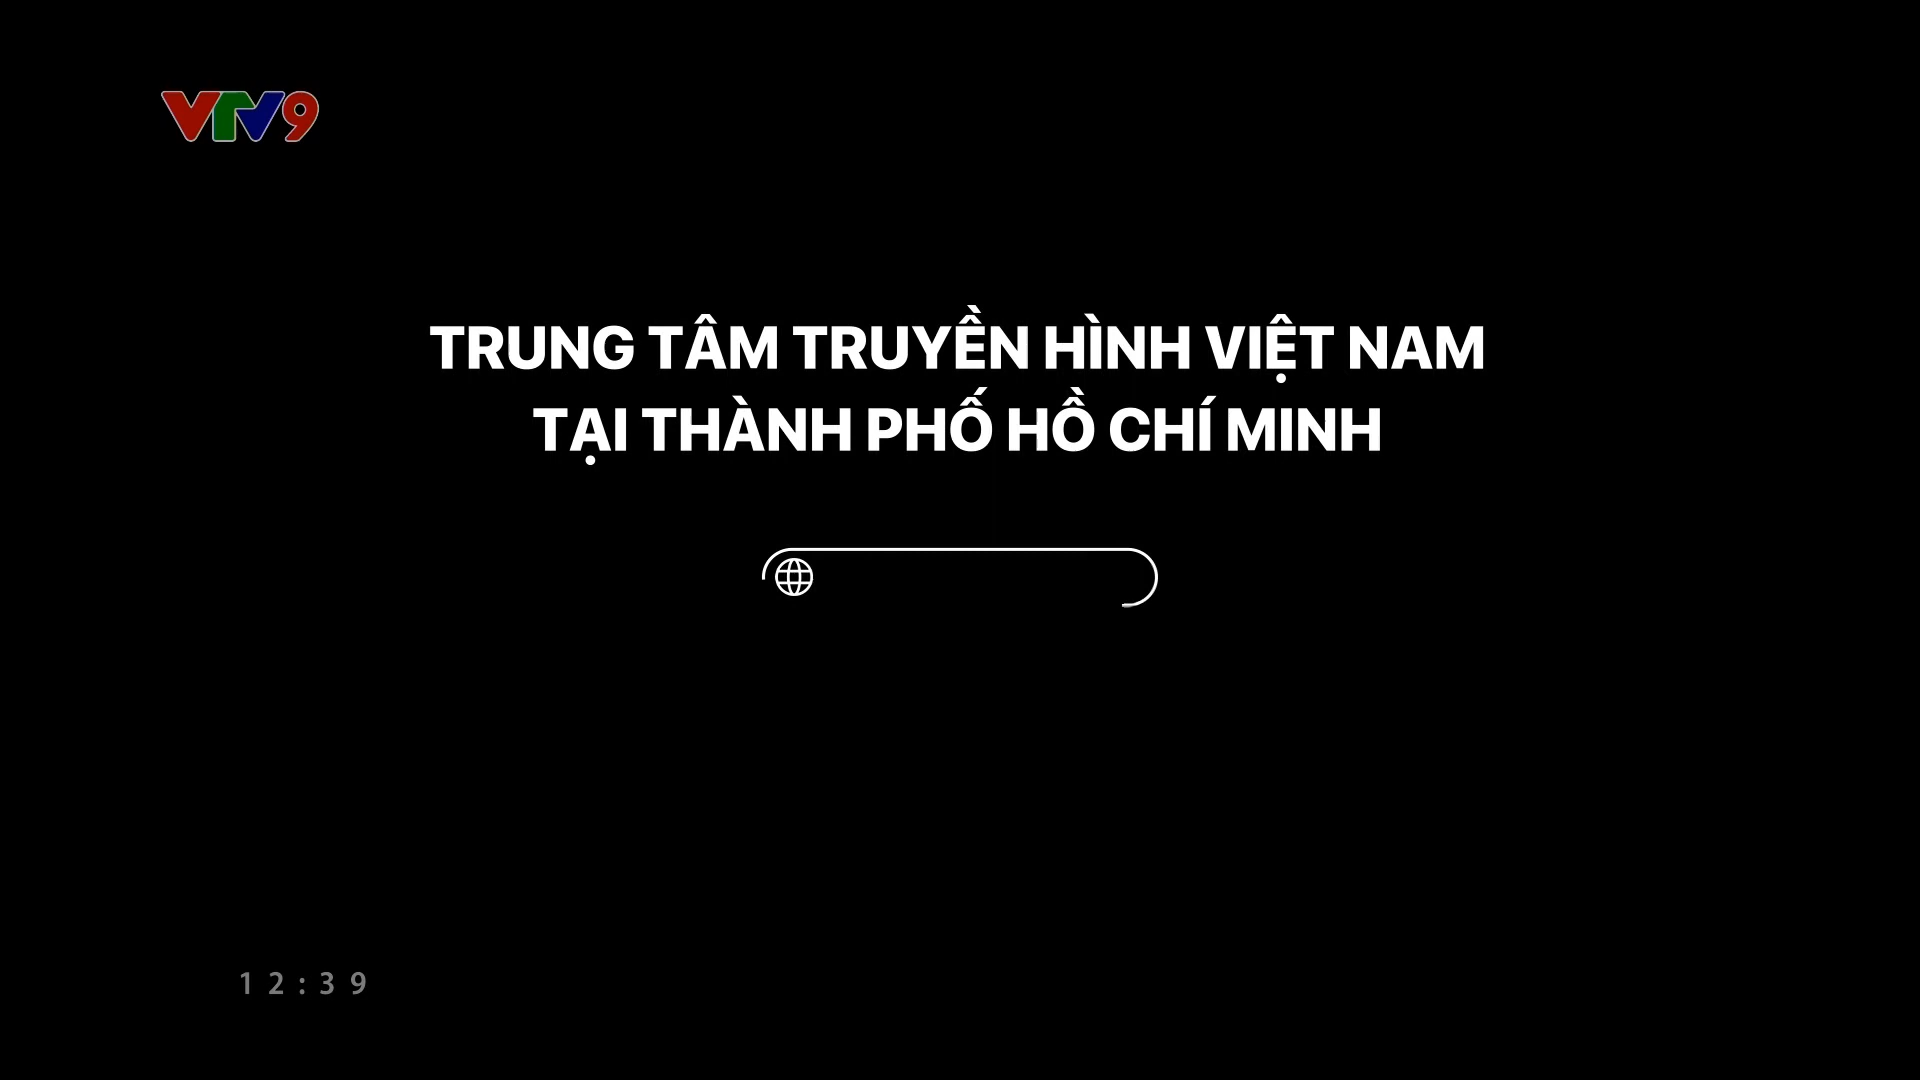 VTV9
TRUNG TÂM TRUYỀN HÌNH VIỆT NAM
TẠI THÀNH PHỐ HỒ CHÍ MINH
12:39